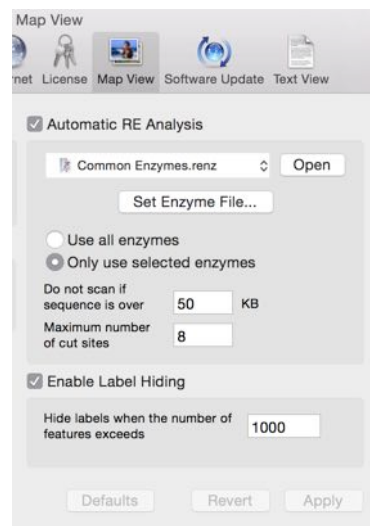 Map View
net License Map View Software Update Text View
Automatic RE Analysis
Common Enzymes.renz Open
Set Enzyme File...
Use all enzymes
Only use selected enzymes
Do not scan if
sequence is over 50 KB
Maximum number
of cut sites 8
Enable Label Hiding
Hide labels when the number of
features exceeds 1000
Defaults Revert Apply